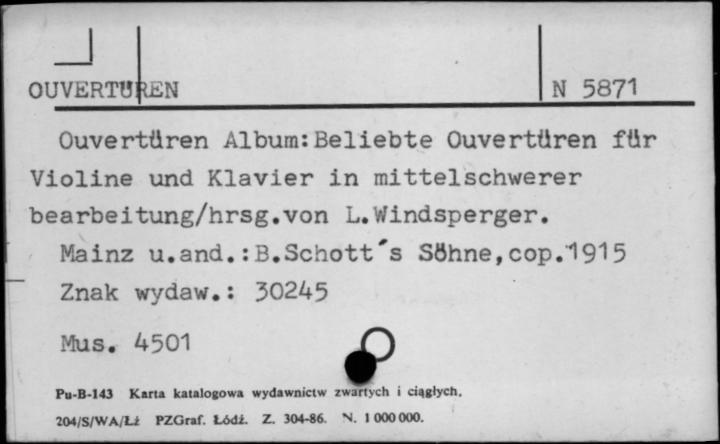 OUVERTÜREN N 5871
Ouvertüren Album:Beliebte Ouvertüren für
Violine und Klavier in mittelschwerer
bearbeitung/hrsg.von L.Windsperger.
Mainz u.and.:B.Schott´s Söhne,cop.1915
Znak wydaw.: 30245
Mus. 4501
Pu-B-143 Karta katalogowa wydawnictw zwartych i ciągłych.
204/S/WA/Łź PZGraf. Łódź. Z. 304-86. N. 1 000 000.